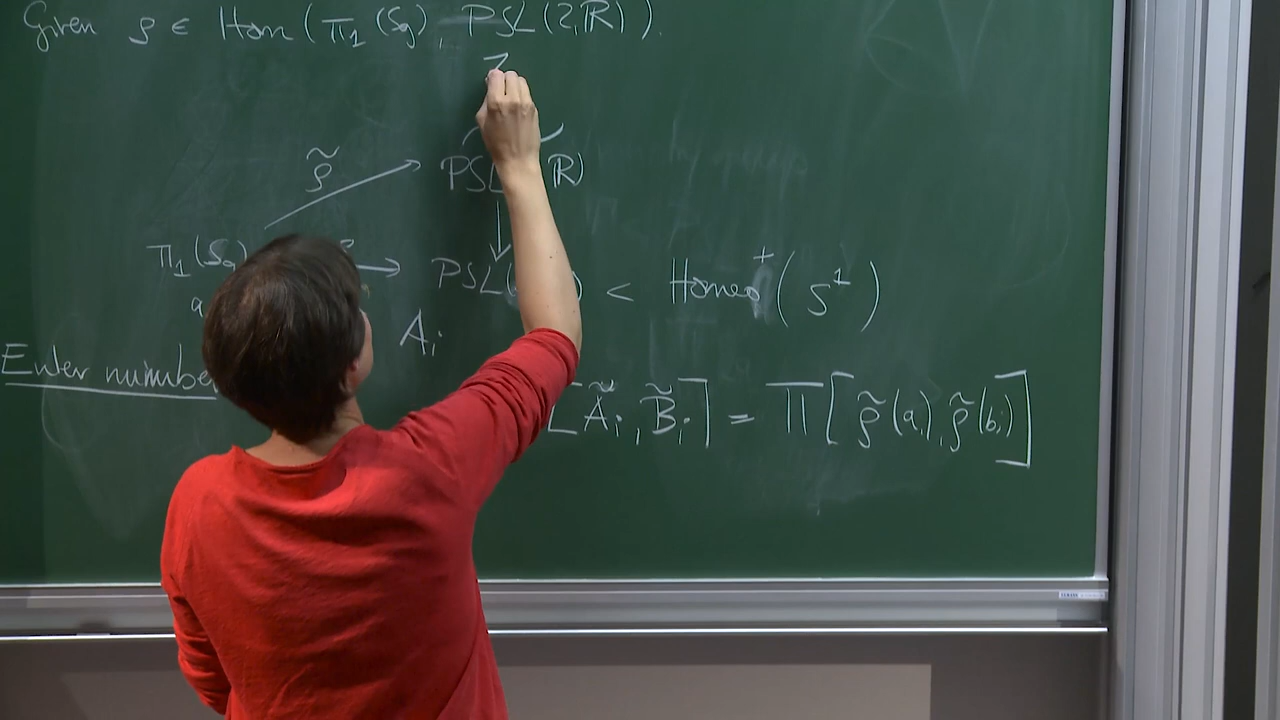 Given ρ ∈ Hom(π₁(Sg), PSL(2,ℝ)).
ρ̃ PSL ℝ)
π₁(Sg) → PSL( ) < Homeo⁺(S¹)
a Aᵢ
Euler number [Ãᵢ, B̃ᵢ] = Π[ρ̃(aᵢ), ρ̃(bᵢ)]